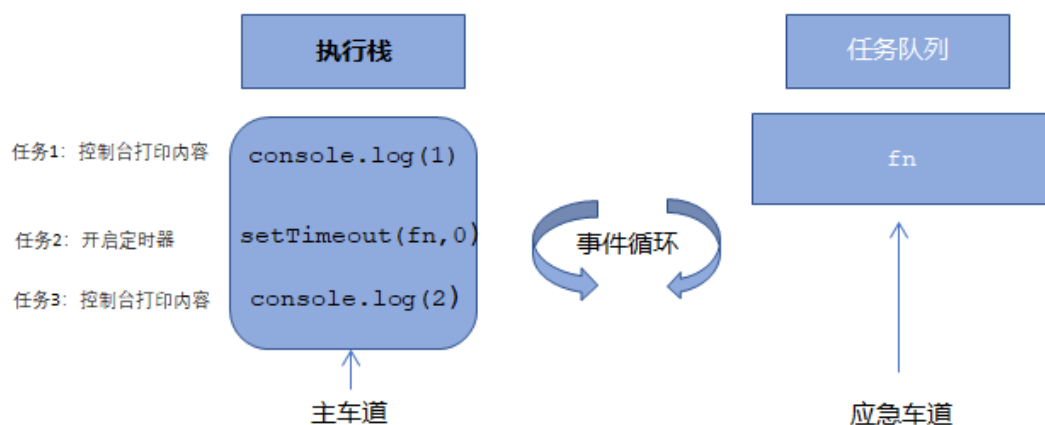 执行栈
任务队列
任务1：控制台打印内容
console.log(1)
fn
任务2：开启定时器
setTimeout(fn,0)
事件循环
任务3：控制台打印内容
console.log(2)
主车道
应急车道